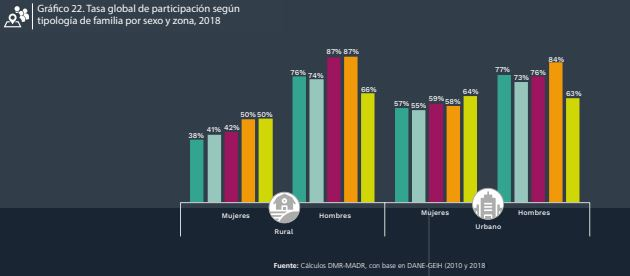 Gráfico 22. Tasa global de participación según
tipología de familia por sexo y zona, 2018
38% 41% 42% 50% 50% 76% 74% 87% 87% 66% 57% 55% 59% 58% 64% 77% 73% 76% 84% 63%
Mujeres Hombres Mujeres Hombres
Rural Urbano
Fuente: Cálculos DMR-MADR, con base en DANE-GEIH (2010 y 2018